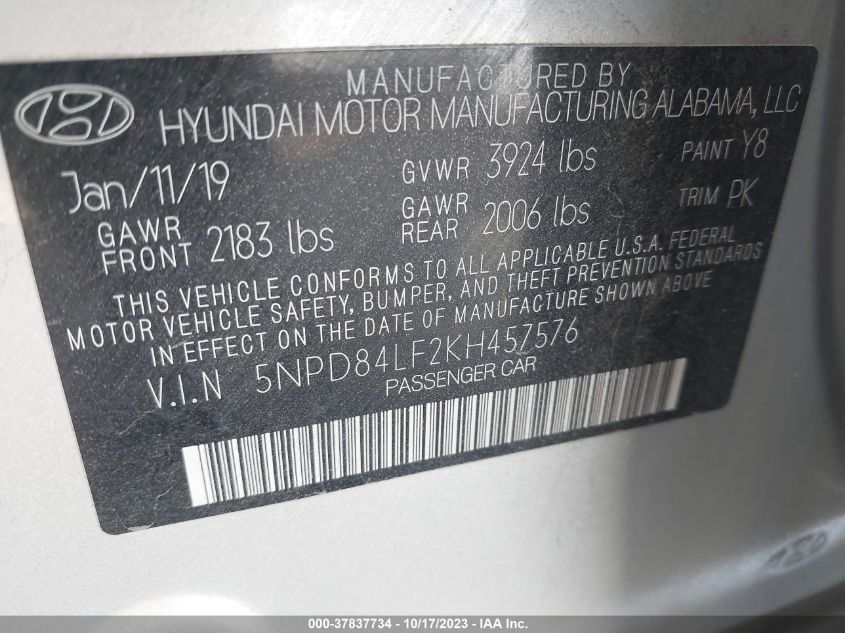 MANUFACTURED BY
HYUNDAI MOTOR MANUFACTURING ALABAMA, LLC
Jan/11/19 GVWR 3924 lbs PAINT Y8
GAWR FRONT 2183 lbs GAWR REAR 2006 lbs TRIM PK
THIS VEHICLE CONFORMS TO ALL APPLICABLE U.S.A. FEDERAL
MOTOR VEHICLE SAFETY, BUMPER, AND THEFT PREVENTION STANDARDS
IN EFFECT ON THE DATE OF MANUFACTURE SHOWN ABOVE
V.I.N 5NPD84LF2KH457576
PASSENGER CAR
000-37837734 - 10/17/2023 - IAA Inc.